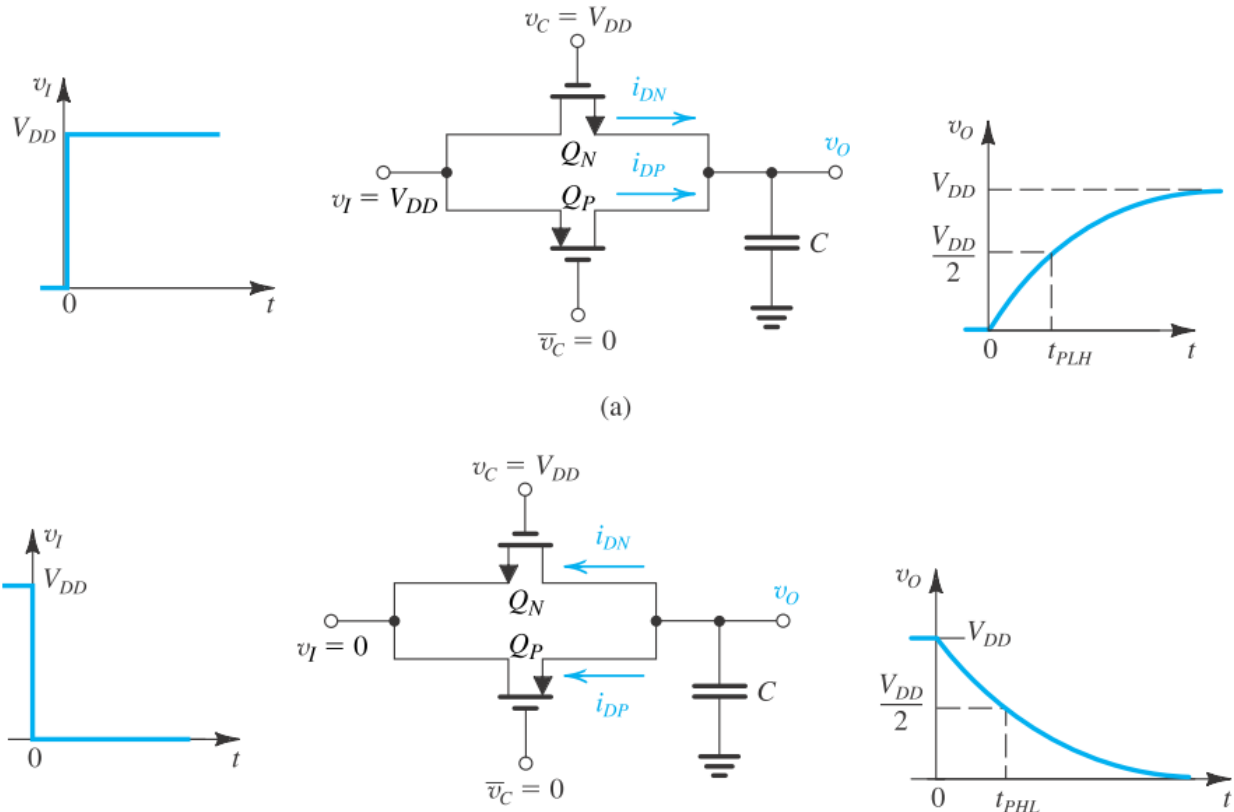 v_C = V_DD
v_I
V_DD
0
t
i_DN
Q_N
v_O
i_DP
v_I = V_DD
Q_P
C
v̅_C = 0
v_O
V_DD
V_DD/2
0
t_PLH
t
(a)
v_C = V_DD
v_I
V_DD
0
t
i_DN
Q_N
v_O
v_I = 0
Q_P
i_DP
C
v̅_C = 0
v_O
V_DD
V_DD/2
0
t_PHL
t